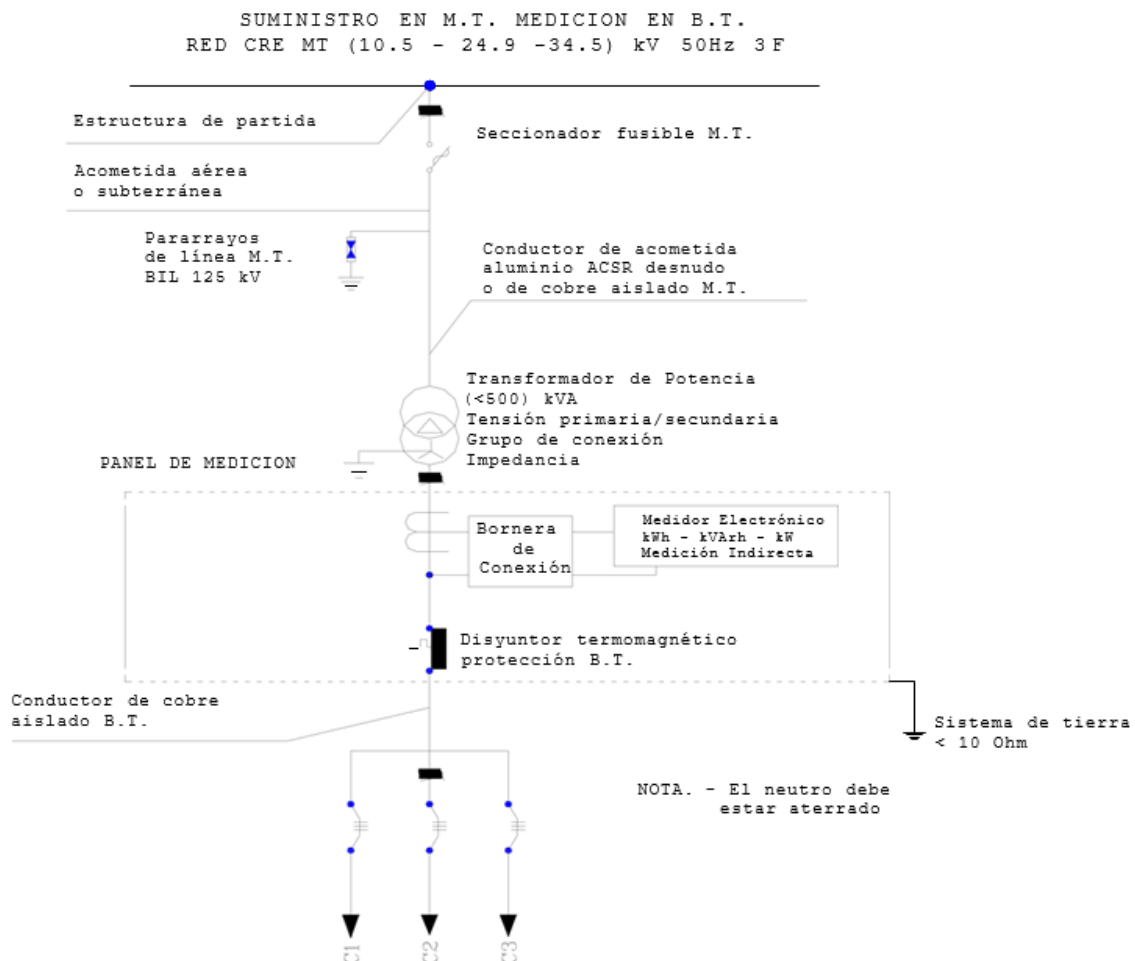 SUMINISTRO EN M.T. MEDICION EN B.T.
RED CRE MT (10.5 - 24.9 -34.5) kV 50Hz 3F
Estructura de partida
Seccionador fusible M.T.
Acometida aérea
o subterránea
Pararrayos
de línea M.T.
BIL 125 kV
Conductor de acometida
aluminio ACSR desnudo
o de cobre aislado M.T.
Transformador de Potencia
(<500) kVA
Tensión primaria/secundaria
Grupo de conexión
Impedancia
PANEL DE MEDICION
Bornera
de
Conexión
Medidor Electrónico
kWh - kVArh - kW
Medición Indirecta
Disyuntor termomagnético
protección B.T.
Conductor de cobre
aislado B.T.
Sistema de tierra
< 10 Ohm
NOTA. - El neutro debe
estar aterrado
C1
C2
C3